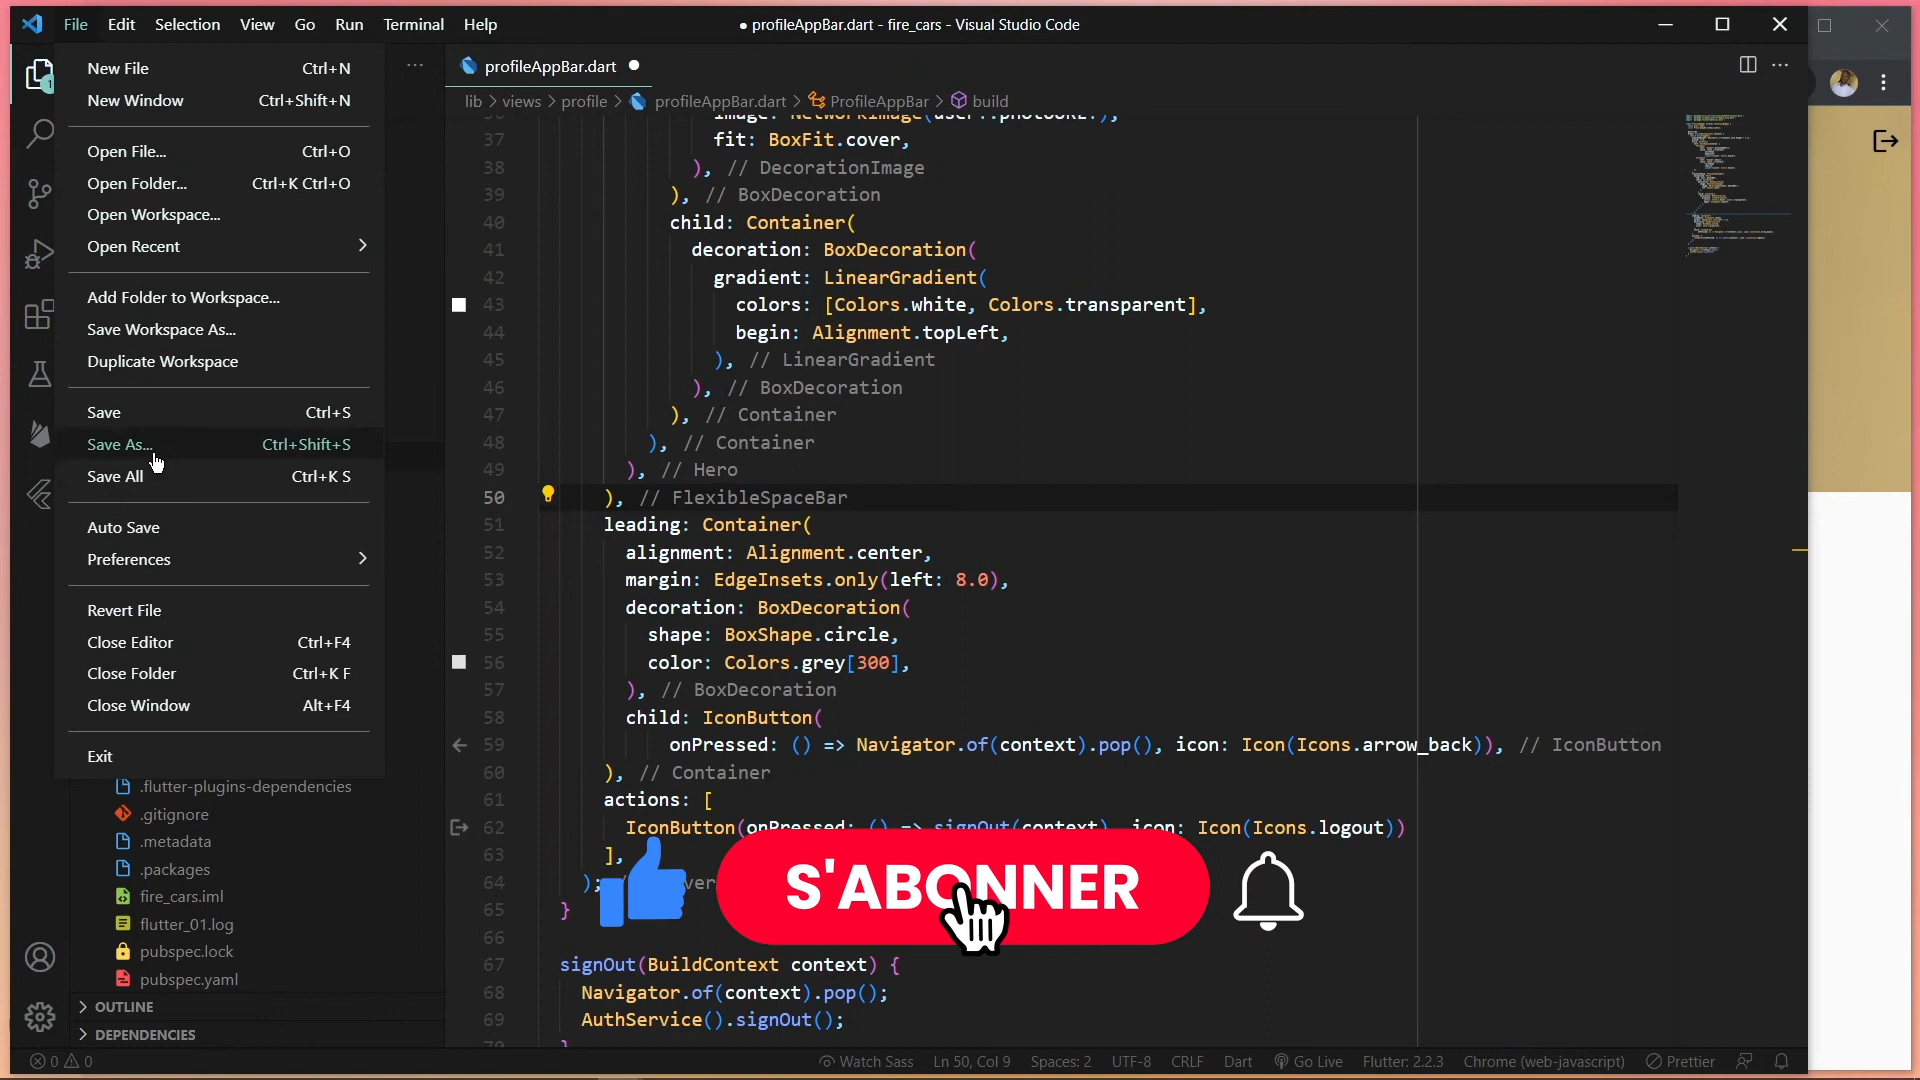 File Edit Selection View Go Run Terminal Help
● profileAppBar.dart - fire_cars - Visual Studio Code
New File Ctrl+N
New Window Ctrl+Shift+N
Open File... Ctrl+O
Open Folder... Ctrl+K Ctrl+O
Open Workspace...
Open Recent
Add Folder to Workspace...
Save Workspace As...
Duplicate Workspace
Save Ctrl+S
Save As... Ctrl+Shift+S
Save All Ctrl+K S
Auto Save
Preferences
Revert File
Close Editor Ctrl+F4
Close Folder Ctrl+K F
Close Window Alt+F4
Exit
.flutter-plugins-dependencies
.gitignore
.metadata
.packages
fire_cars.iml
flutter_01.log
pubspec.lock
pubspec.yaml
OUTLINE
DEPENDENCIES
1
profileAppBar.dart
lib > views > profile > profileAppBar.dart > ProfileAppBar > build
37 fit: BoxFit.cover,
38 ), // DecorationImage
39 ), // BoxDecoration
40 child: Container(
41 decoration: BoxDecoration(
42 gradient: LinearGradient(
43 colors: [Colors.white, Colors.transparent],
44 begin: Alignment.topLeft,
45 ), // LinearGradient
46 ), // BoxDecoration
47 ), // Container
48 ), // Container
49 ), // Hero
50 ), // FlexibleSpaceBar
51 leading: Container(
52 alignment: Alignment.center,
53 margin: EdgeInsets.only(left: 8.0),
54 decoration: BoxDecoration(
55 shape: BoxShape.circle,
56 color: Colors.grey[300],
57 ), // BoxDecoration
58 child: IconButton(
59 onPressed: () => Navigator.of(context).pop(), icon: Icon(Icons.arrow_back)), // IconButton
60 ), // Container
61 actions: [
62 IconButton(onPressed: () => signOut(context), icon: Icon(Icons.logout))
63 ],
64 );
65 }
66
67 signOut(BuildContext context) {
68 Navigator.of(context).pop();
69 AuthService().signOut();
S'ABONNER
0 0 Watch Sass Ln 50, Col 9 Spaces: 2 UTF-8 CRLF Dart Go Live Flutter: 2.2.3 Chrome (web-javascript) Prettier